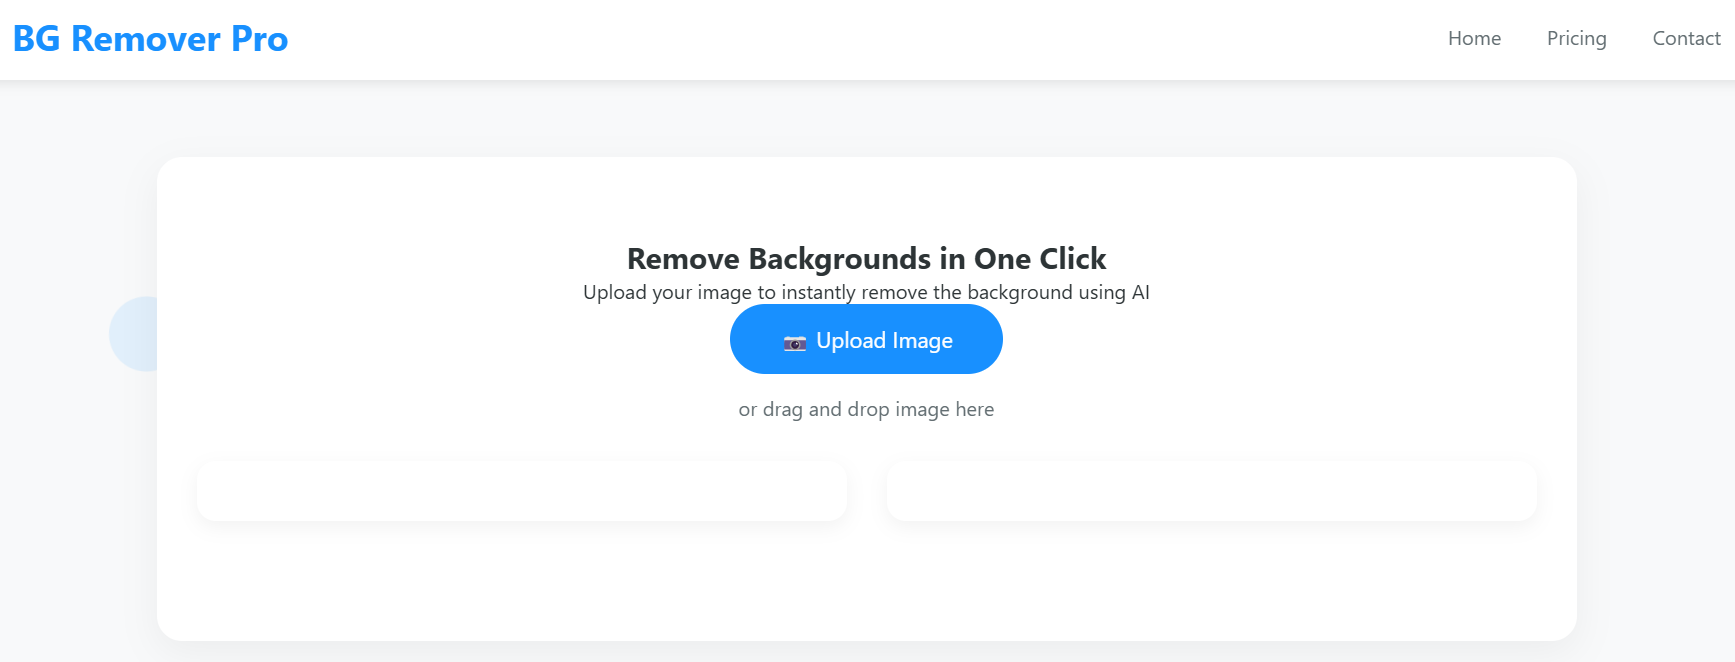 BG Remover Pro
Home Pricing Contact
Remove Backgrounds in One Click
Upload your image to instantly remove the background using AI
📷 Upload Image
or drag and drop image here